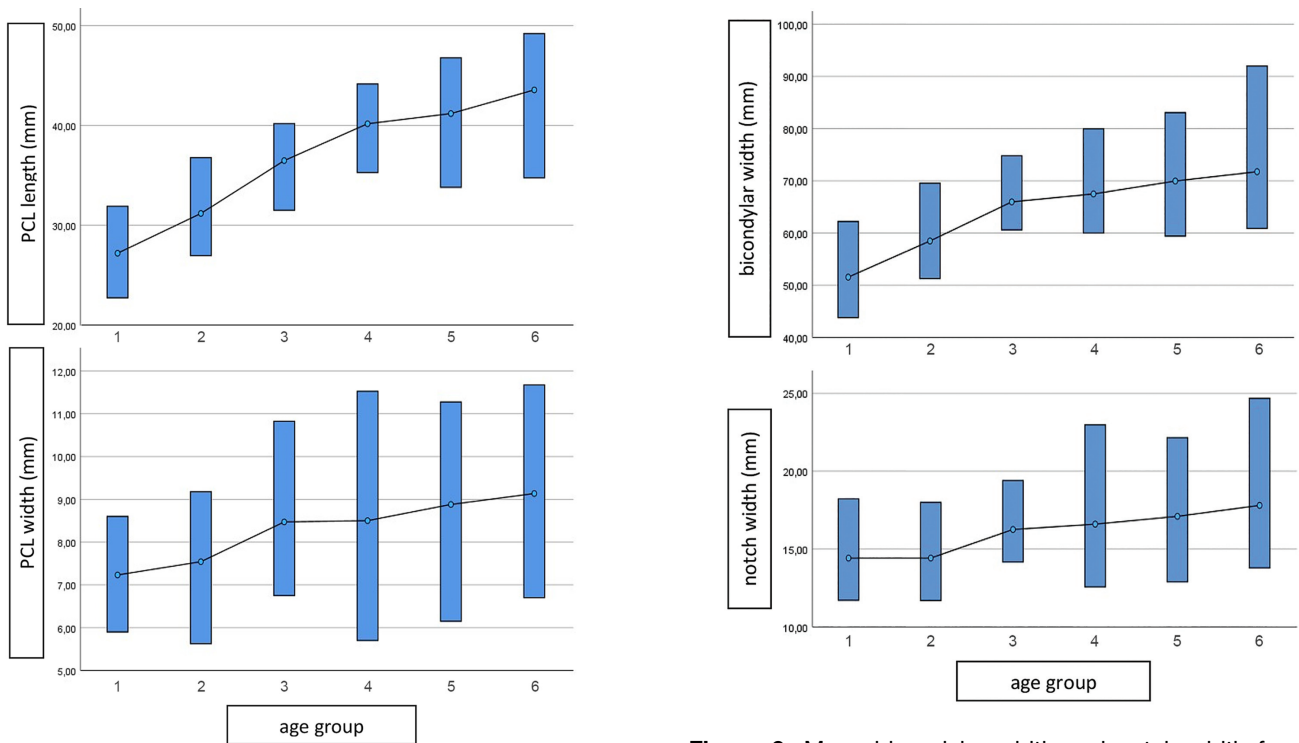 PCL length (mm)
50,00
40,00
30,00
20,00
1 2 3 4 5 6
PCL width (mm)
12,00
11,00
10,00
9,00
8,00
7,00
6,00
5,00
1 2 3 4 5 6
age group
bicondylar width (mm)
100,00
90,00
80,00
70,00
60,00
50,00
40,00
1 2 3 4 5 6
notch width (mm)
25,00
20,00
15,00
10,00
1 2 3 4 5 6
age group